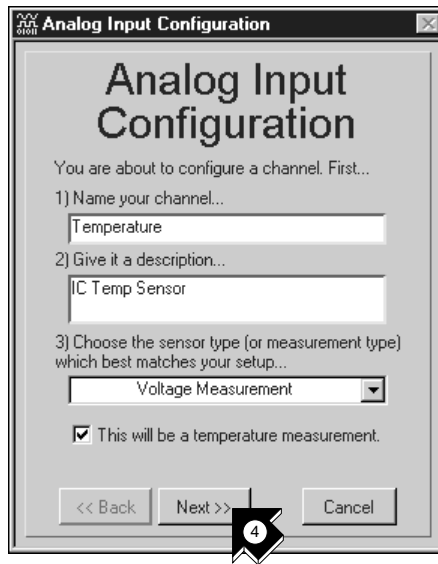 Analog Input Configuration
Analog Input
Configuration
You are about to configure a channel. First...
1) Name your channel...
Temperature
2) Give it a description...
IC Temp Sensor
3) Choose the sensor type (or measurement type)
which best matches your setup...
Voltage Measurement
This will be a temperature measurement.
<< Back
Next >>
Cancel
4